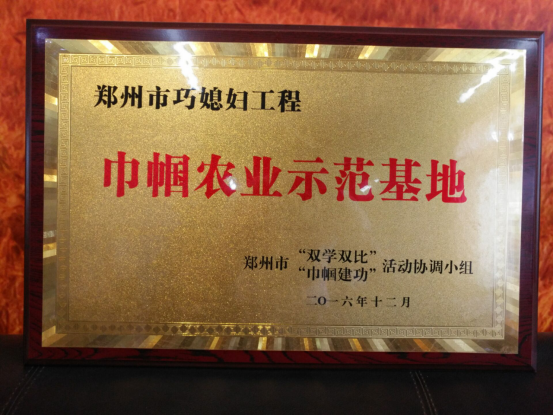 郑州市巧媳妇工程
巾帼农业示范基地
“双学双比”
郑州市 活动协调小组
“巾帼建功”
二〇一六年十二月